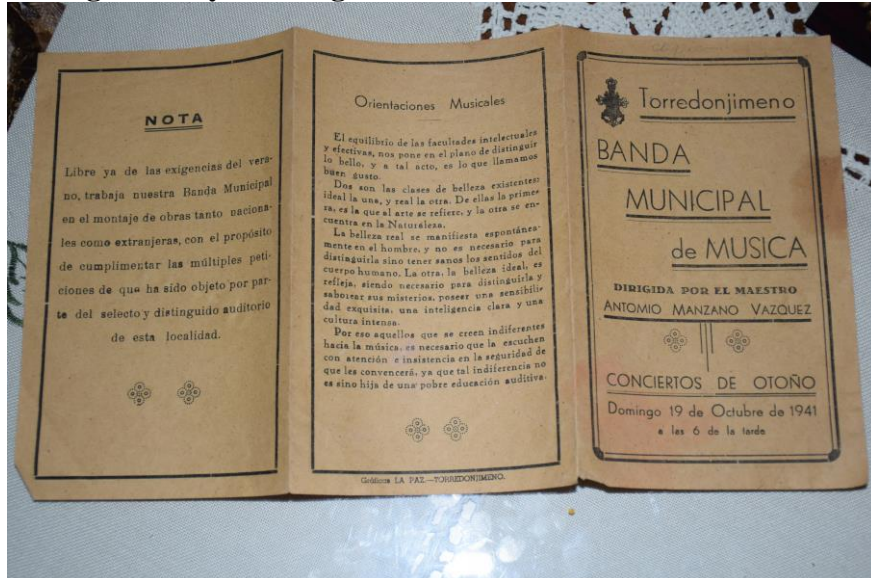 NOTA
Libre ya de las exigencias del vera-
no, trabaja nuestra Banda Municipal
en el montaje de obras tanto naciona-
les como extranjeras, con el propósito
de cumplimentar las múltiples peti-
ciones de que ha sido objeto por par-
te del selecto y distinguido auditorio
de esta localidad.
Orientaciones Musicales
El equilibrio de las facultades intelectuales
y efectivas, nos pone en el plano de distinguir
lo bello, y a tal acto, es lo que llamamos
buen gusto.
Dos son las clases de belleza existentes:
ideal la una, y real la otra. De ellas la prime-
ra, es la que al arte se refiere, y la otra se en-
cuentra en la Naturaleza.
La belleza real se manifiesta espontánea-
mente en el hombre, y no es necesario para
distinguirla sino tener sanos los sentidos del
cuerpo humano. La otra, la belleza ideal, es
refleja, siendo necesario para distinguirla y
saborear sus misterios, poseer una sensibili-
dad exquisita, una inteligencia clara y una
cultura intensa.
Por eso aquellos que se creen indiferentes
hacia la música, es necesario que la escuchen
con atención e insistencia en la seguridad de
que les convencerá, ya que tal indiferencia no
es sino hija de una pobre educación auditiva.
Gráficas LA PAZ.—TORREDONJIMENO.
Torredonjimeno
BANDA
MUNICIPAL
de MUSICA
DIRIGIDA POR EL MAESTRO
ANTOMIO MANZANO VAZQUEZ
CONCIERTOS DE OTOÑO
Domingo 19 de Octubre de 1941
a las 6 de la tarde